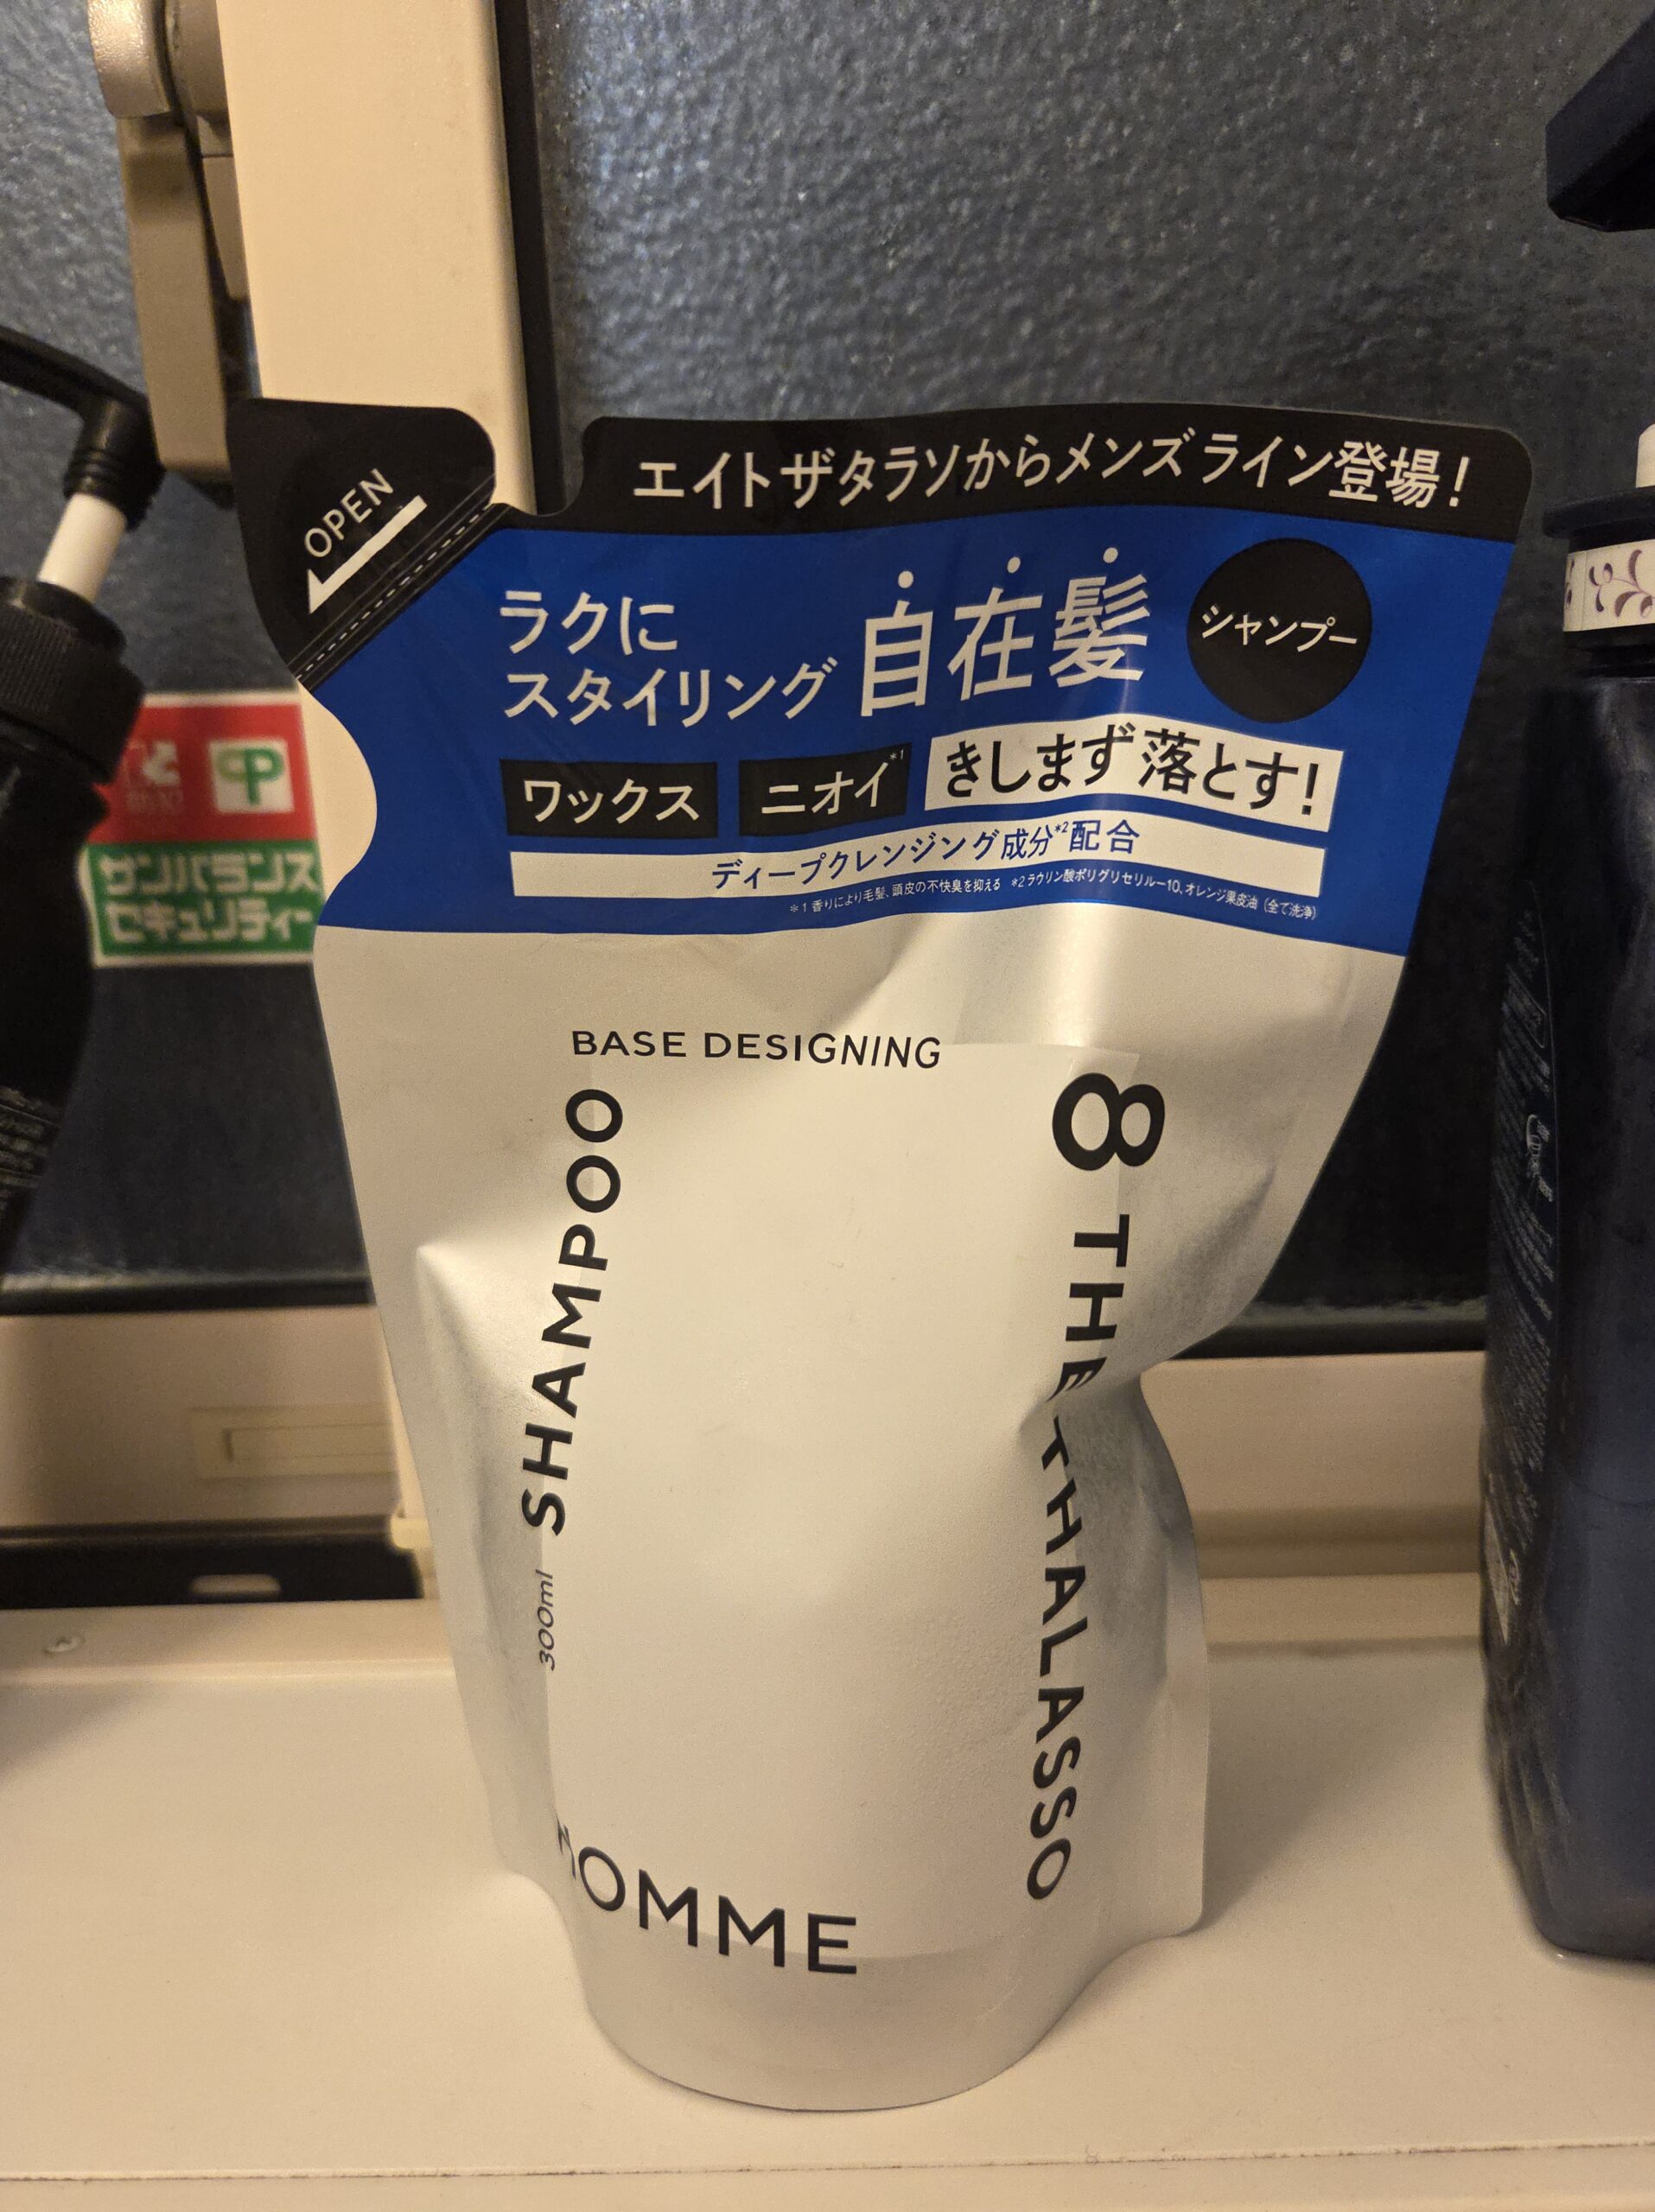 エイトザタラソからメンズライン登場!
OPEN
ラクに
スタイリング
自在髪
シャンプー
ワックス
ニオイ*1
きしまず落とす!
ディープクレンジング成分*2配合
*1 香りにより毛髪、頭皮の不快臭を抑える *2 ラウリン酸ポリグリセリル-10、オレンジ果皮油(全て洗浄)
BASE DESIGNING
SHAMPOO
300ml
8 THE THALASSO
HOMME
サンバランス
セキュリティー